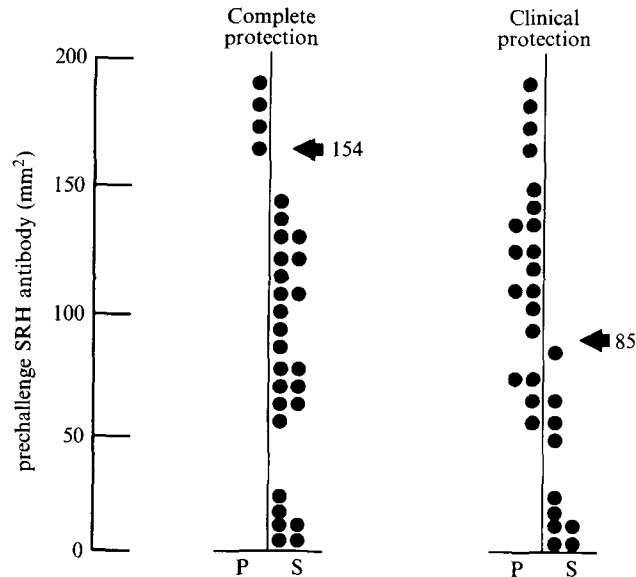 Complete
protection
Clinical
protection
prechallenge SRH antibody (mm²)
200
150
100
50
0
154
85
P S
P S